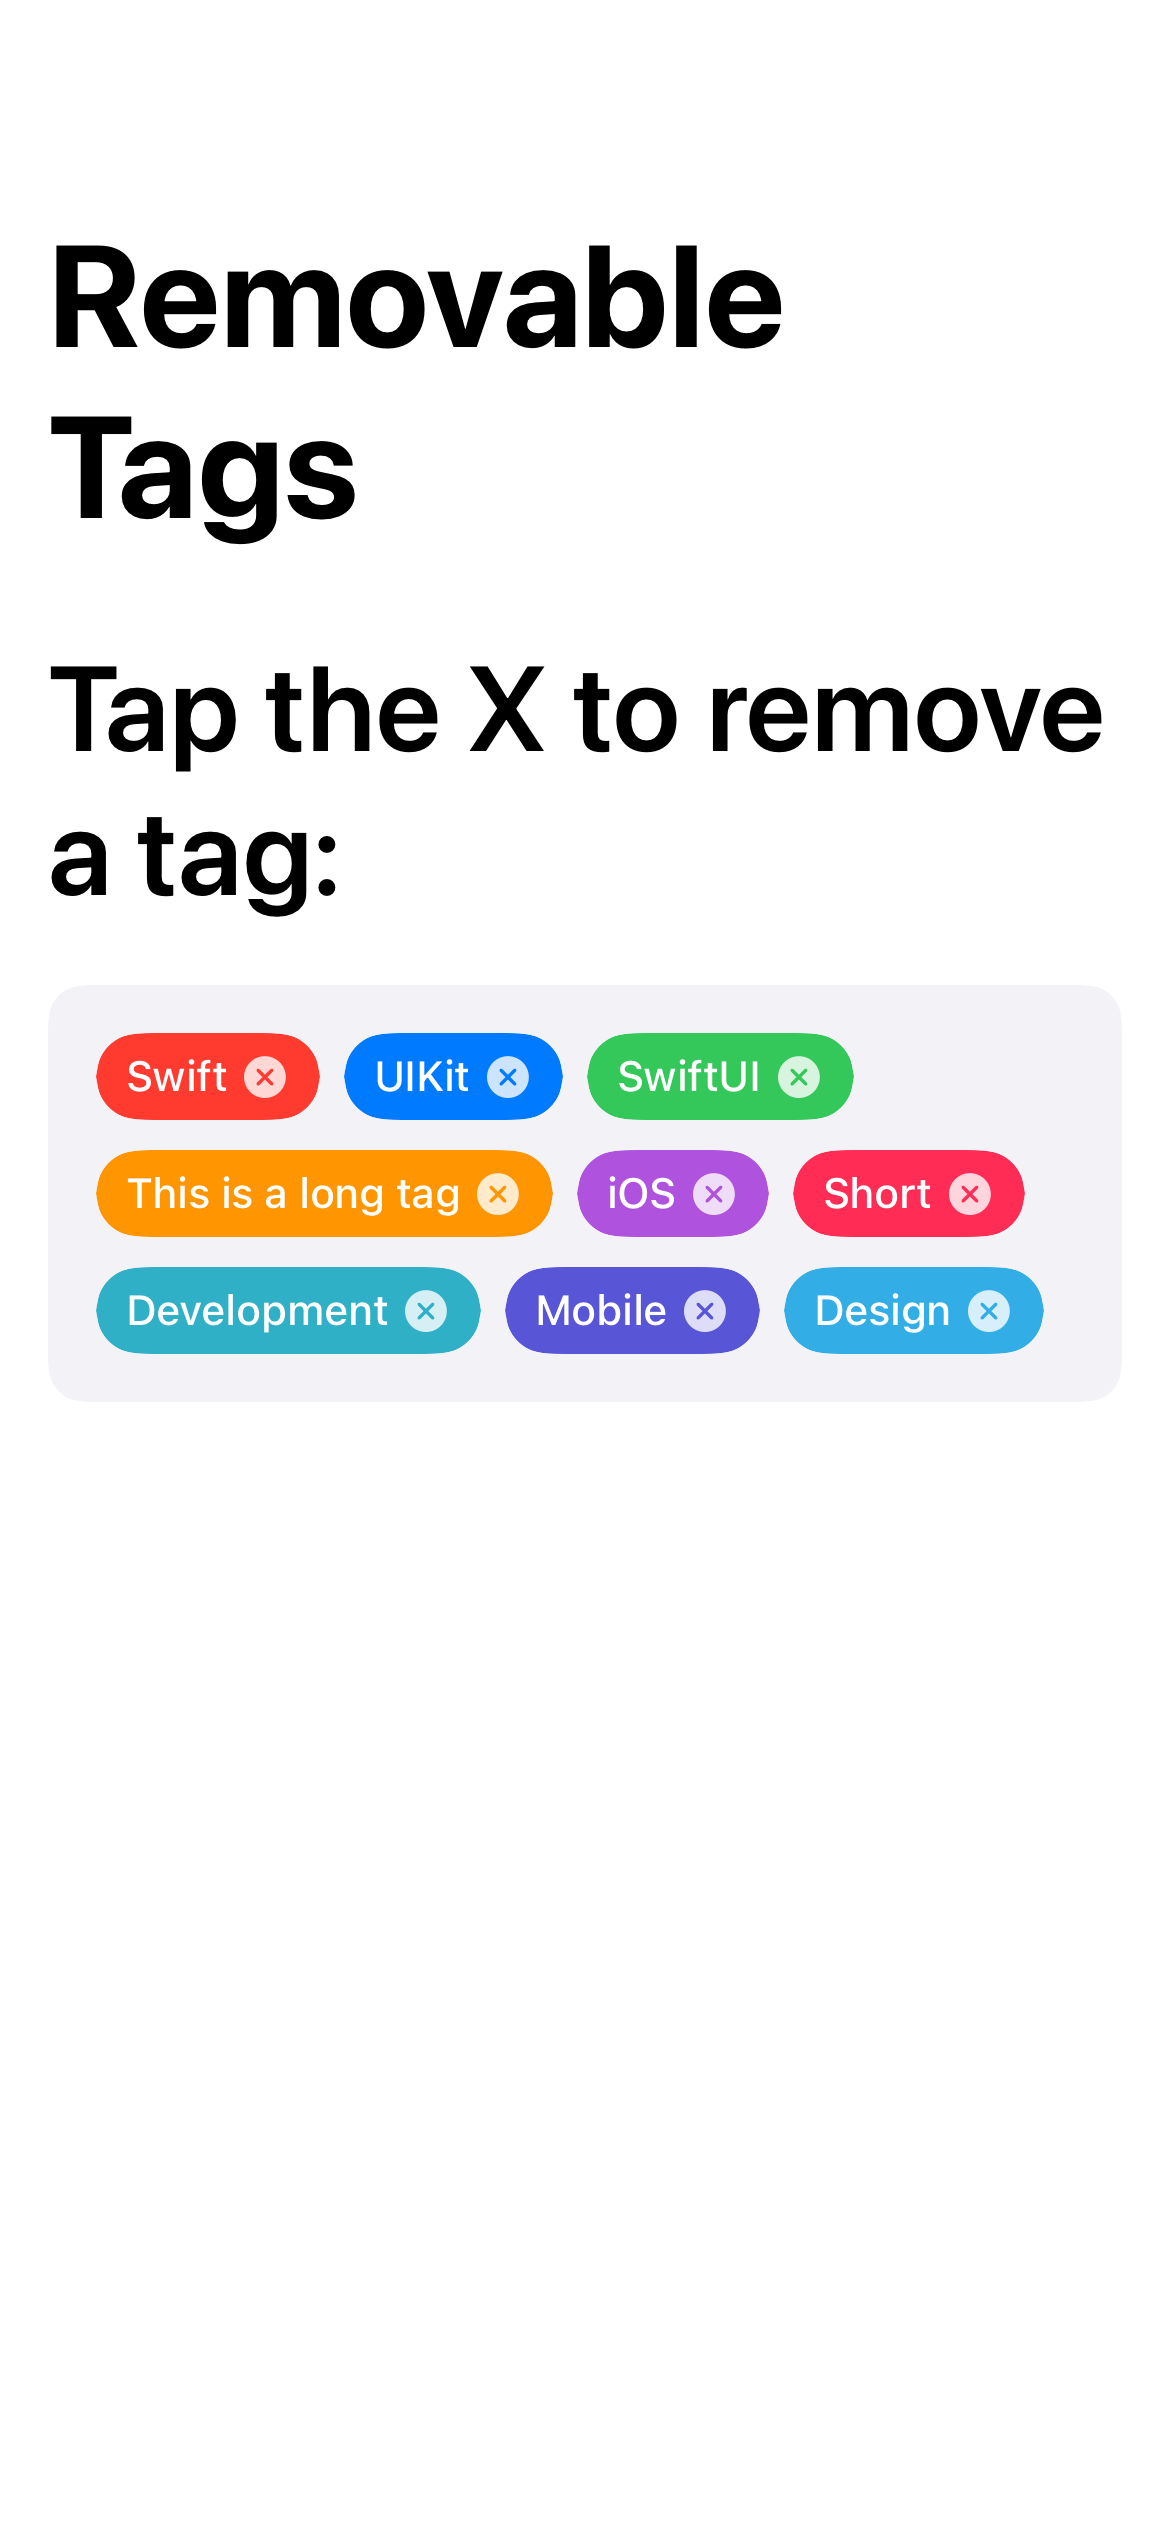 Removable
Tags
Tap the X to remove
a tag:
Swift UIKit SwiftUI
This is a long tag iOS Short
Development Mobile Design